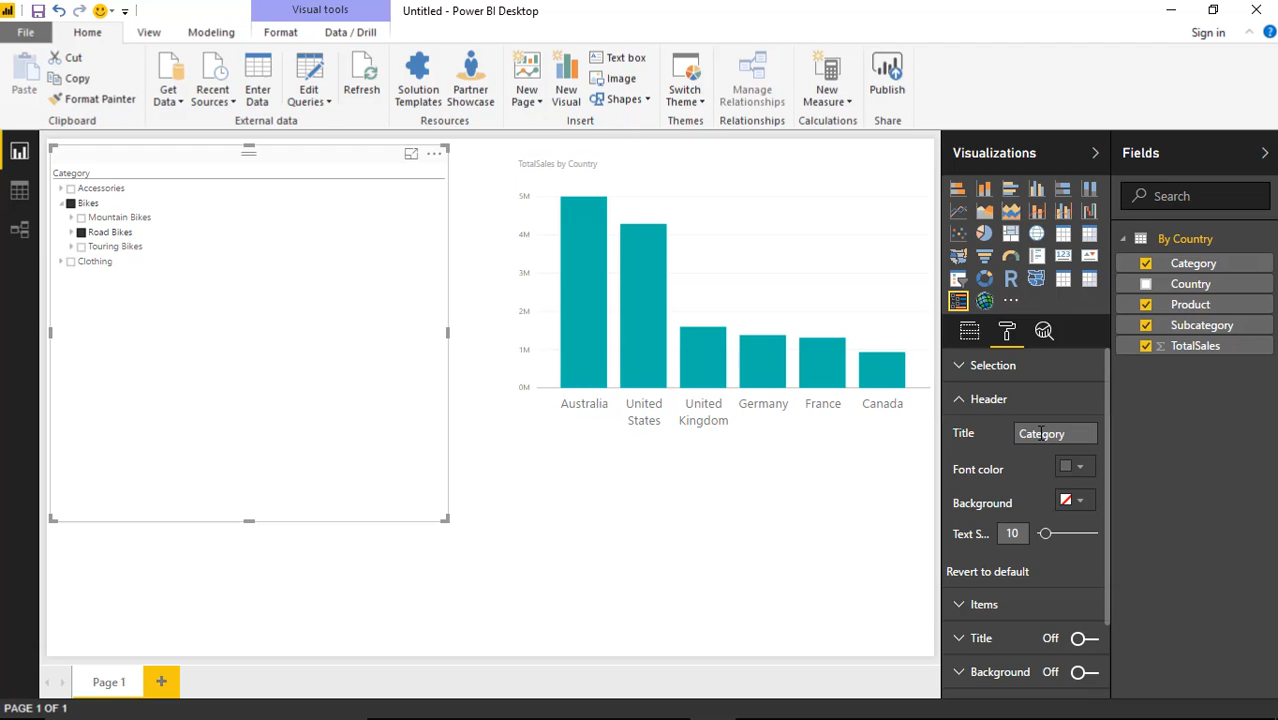 Visual tools
Untitled - Power BI Desktop
File
Home
View
Modeling
Format
Data / Drill
Sign in
Paste
Cut
Copy
Format Painter
Clipboard
Get Data
Recent Sources
Enter Data
Edit Queries
Refresh
External data
Solution Templates
Partner Showcase
Resources
New Page
New Visual
Text box
Image
Shapes
Insert
Switch Theme
Themes
Manage Relationships
Relationships
New Measure
Calculations
Publish
Share
Category
Accessories
Bikes
Mountain Bikes
Road Bikes
Touring Bikes
Clothing
TotalSales by Country
5M
4M
3M
2M
1M
0M
Australia
United States
United Kingdom
Germany
France
Canada
Visualizations
123
R
Selection
Header
Title
Category
Font color
Background
Text S...
10
Revert to default
Items
Title
Off
Background
Off
Fields
Search
By Country
Category
Country
Product
Subcategory
Σ TotalSales
Page 1
PAGE 1 OF 1